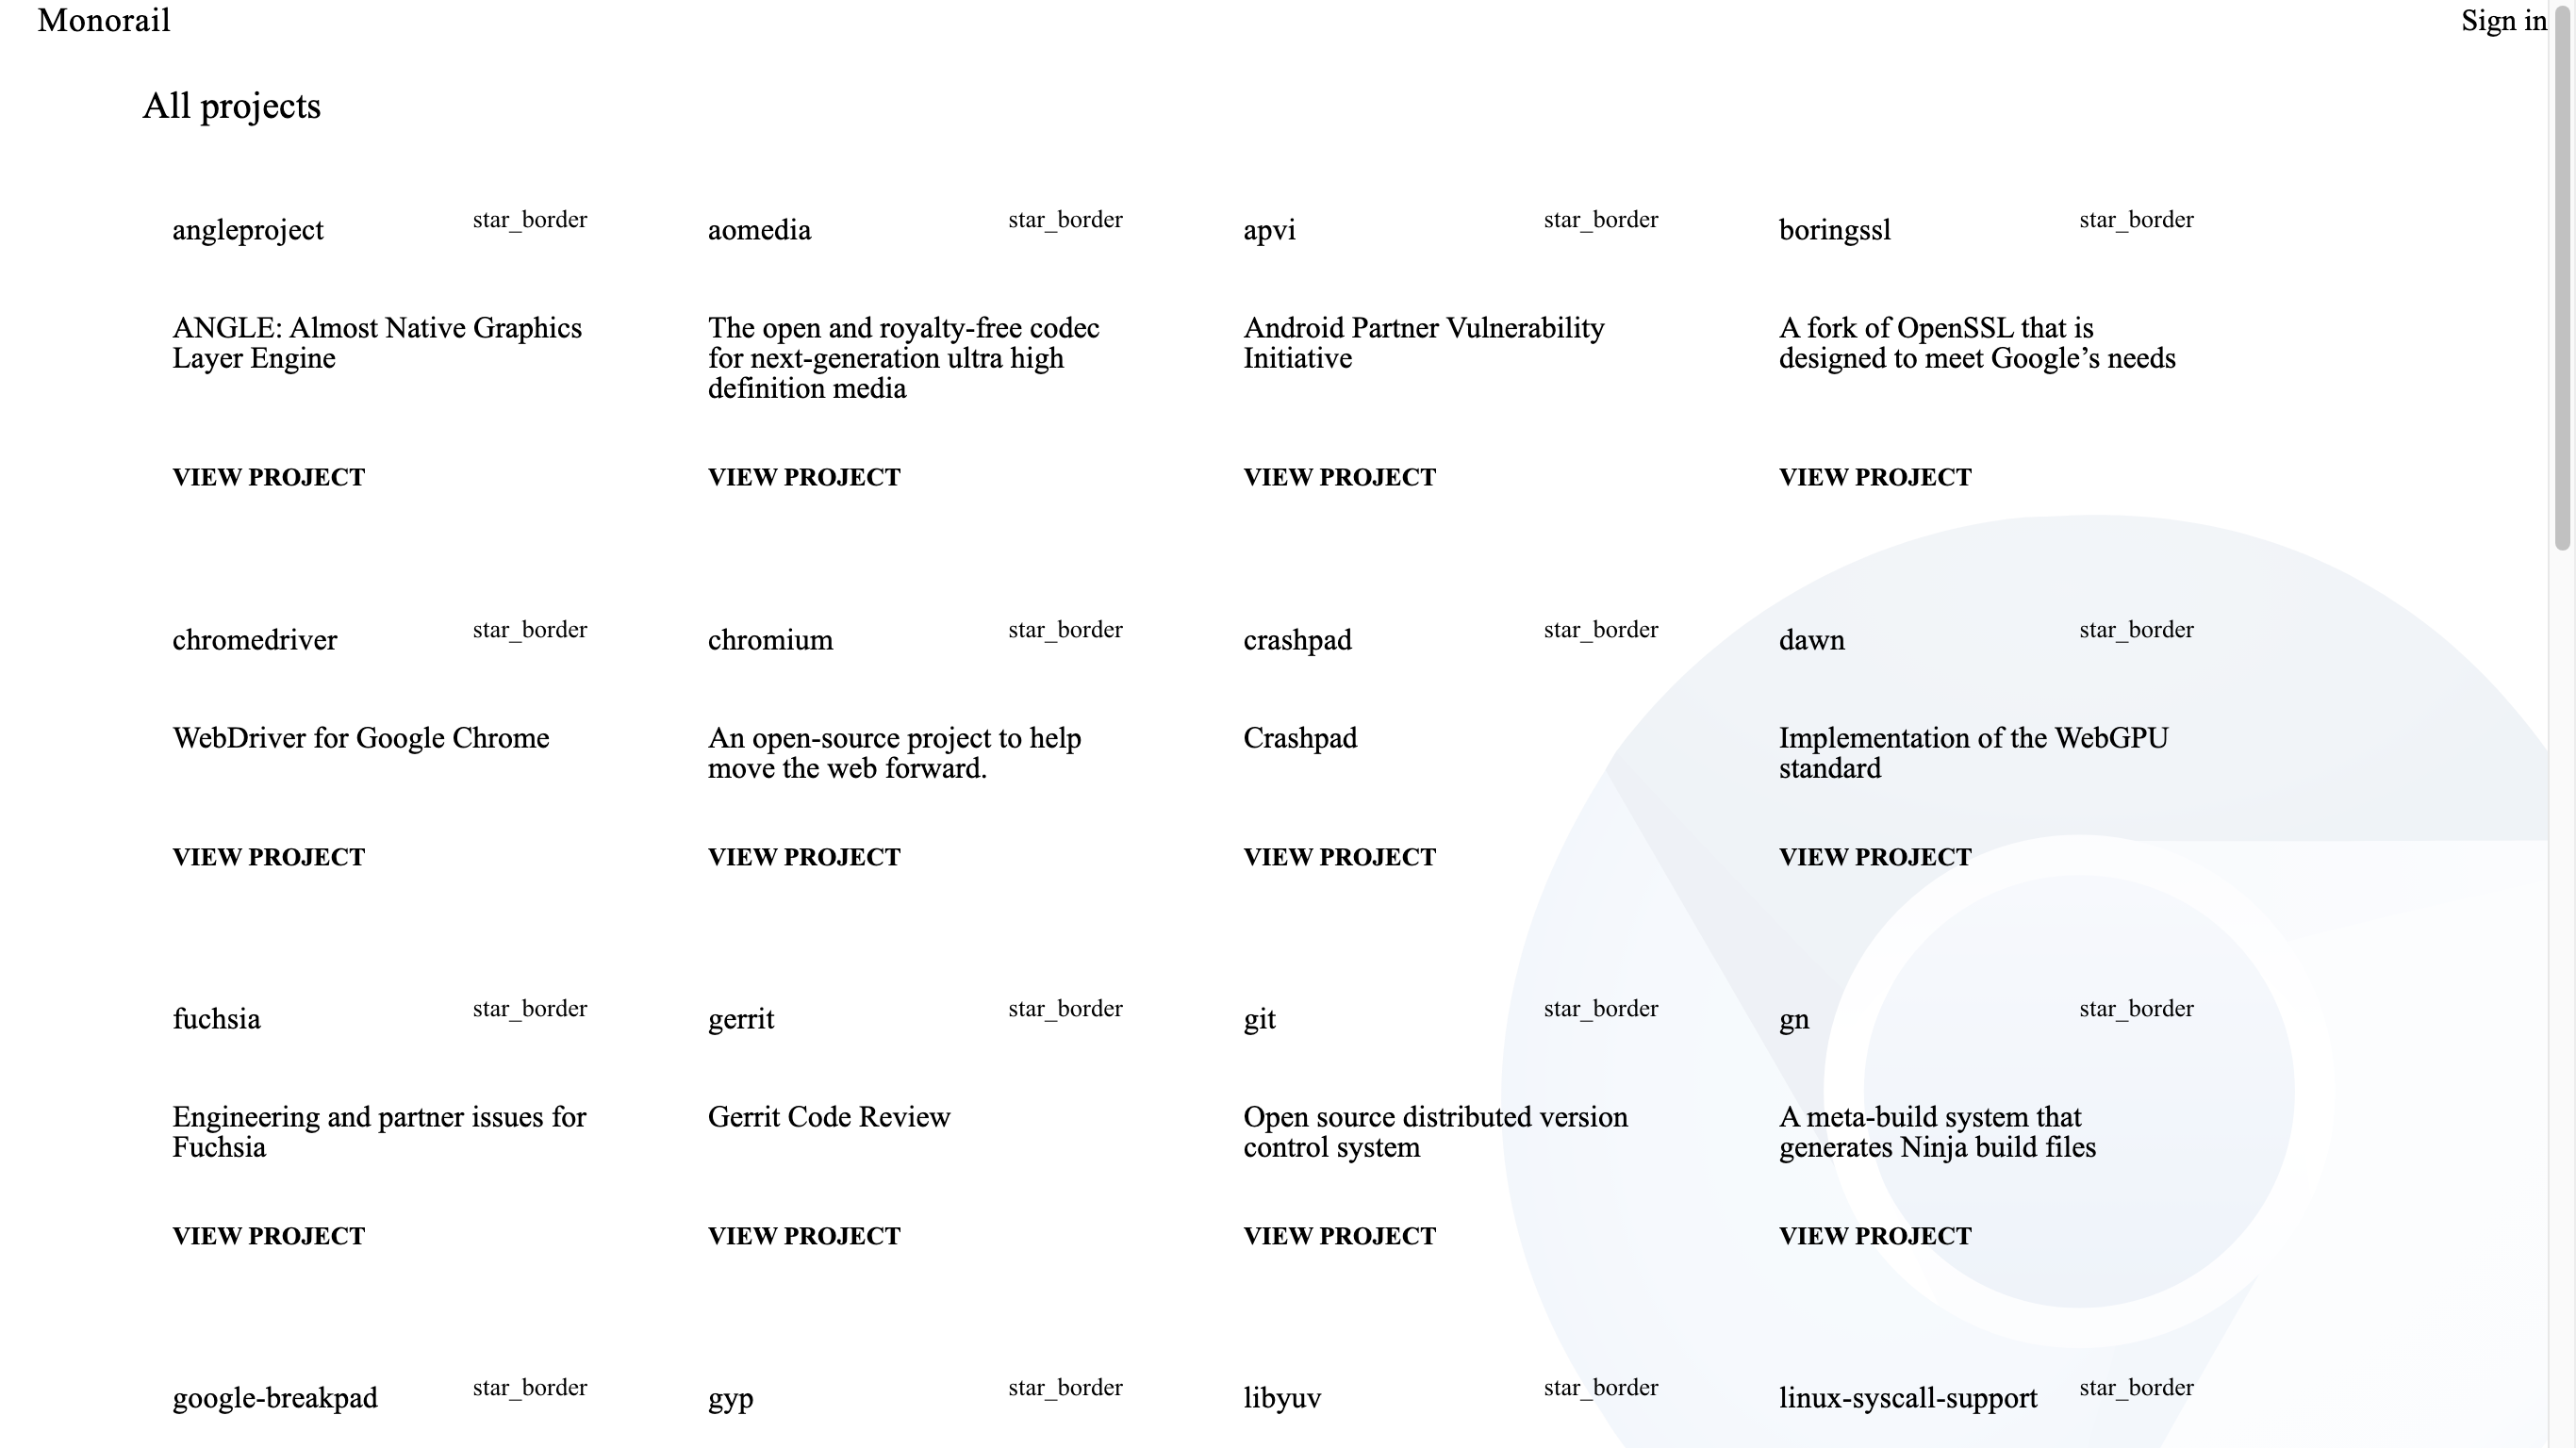 Monorail
Sign in
All projects
angleproject
star_border
ANGLE: Almost Native Graphics
Layer Engine
VIEW PROJECT
aomedia
star_border
The open and royalty-free codec
for next-generation ultra high
definition media
VIEW PROJECT
apvi
star_border
Android Partner Vulnerability
Initiative
VIEW PROJECT
boringssl
star_border
A fork of OpenSSL that is
designed to meet Google’s needs
VIEW PROJECT
chromedriver
star_border
WebDriver for Google Chrome
VIEW PROJECT
chromium
star_border
An open-source project to help
move the web forward.
VIEW PROJECT
crashpad
star_border
Crashpad
VIEW PROJECT
dawn
star_border
Implementation of the WebGPU
standard
VIEW PROJECT
fuchsia
star_border
Engineering and partner issues for
Fuchsia
VIEW PROJECT
gerrit
star_border
Gerrit Code Review
VIEW PROJECT
git
star_border
Open source distributed version
control system
VIEW PROJECT
gn
star_border
A meta-build system that
generates Ninja build files
VIEW PROJECT
google-breakpad
star_border
gyp
star_border
libyuv
star_border
linux-syscall-support
star_border